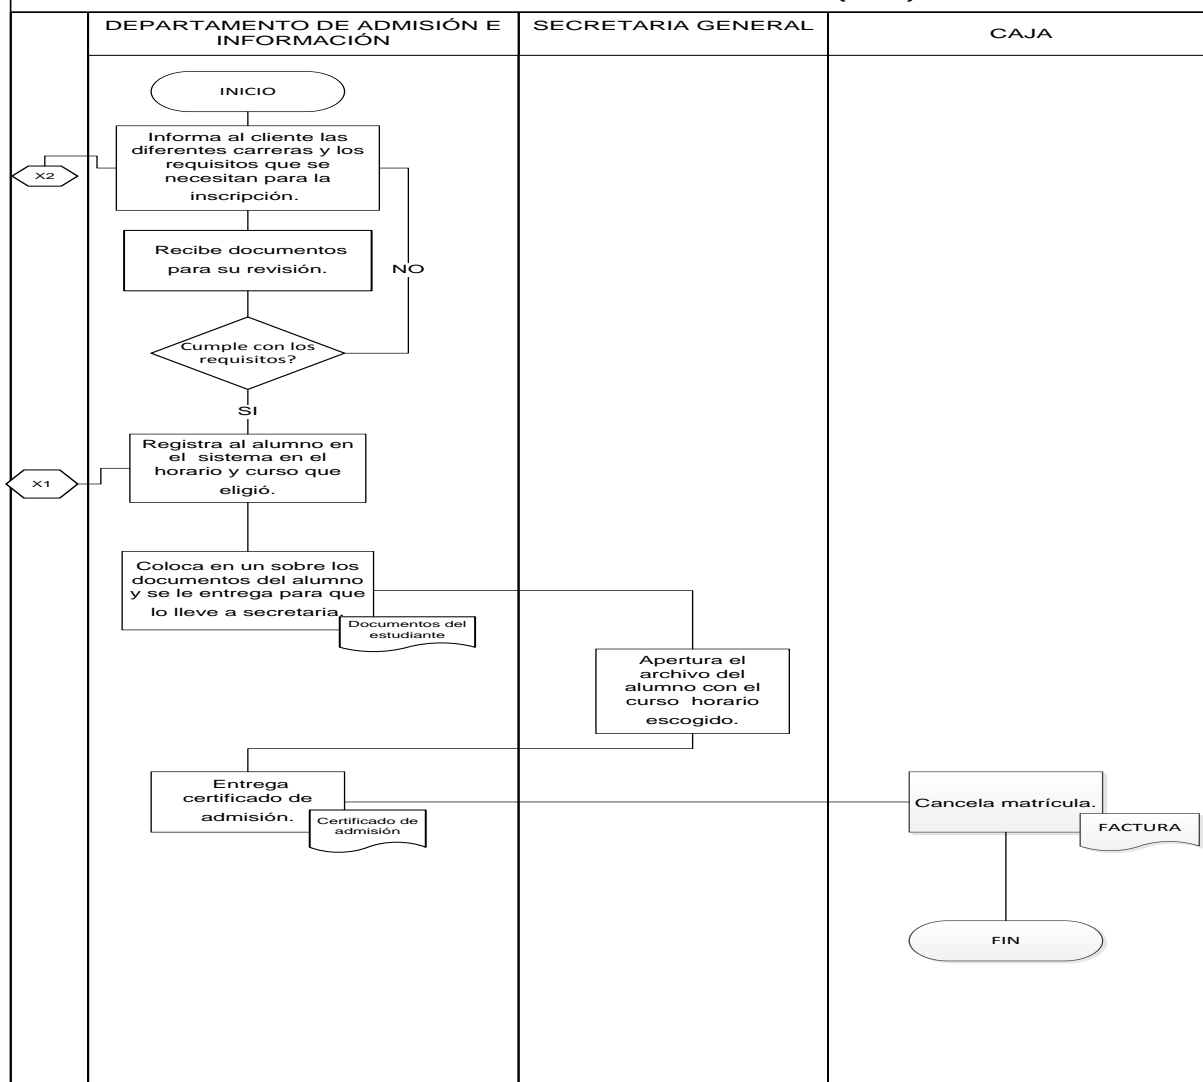 DEPARTAMENTO DE ADMISIÓN E
INFORMACIÓN
SECRETARIA GENERAL
CAJA
INICIO
Informa al cliente las
diferentes carreras y los
requisitos que se
necesitan para la
inscripción.
X2
Recibe documentos
para su revisión.
NO
Cumple con los
requisitos?
SI
Registra al alumno en
el sistema en el
horario y curso que
eligió.
X1
Coloca en un sobre los
documentos del alumno
y se le entrega para que
lo lleve a secretaria.
Documentos del
estudiante
Apertura el
archivo del
alumno con el
curso horario
escogido.
Entrega
certificado de
admisión.
Certificado de
admisión
Cancela matrícula.
FACTURA
FIN